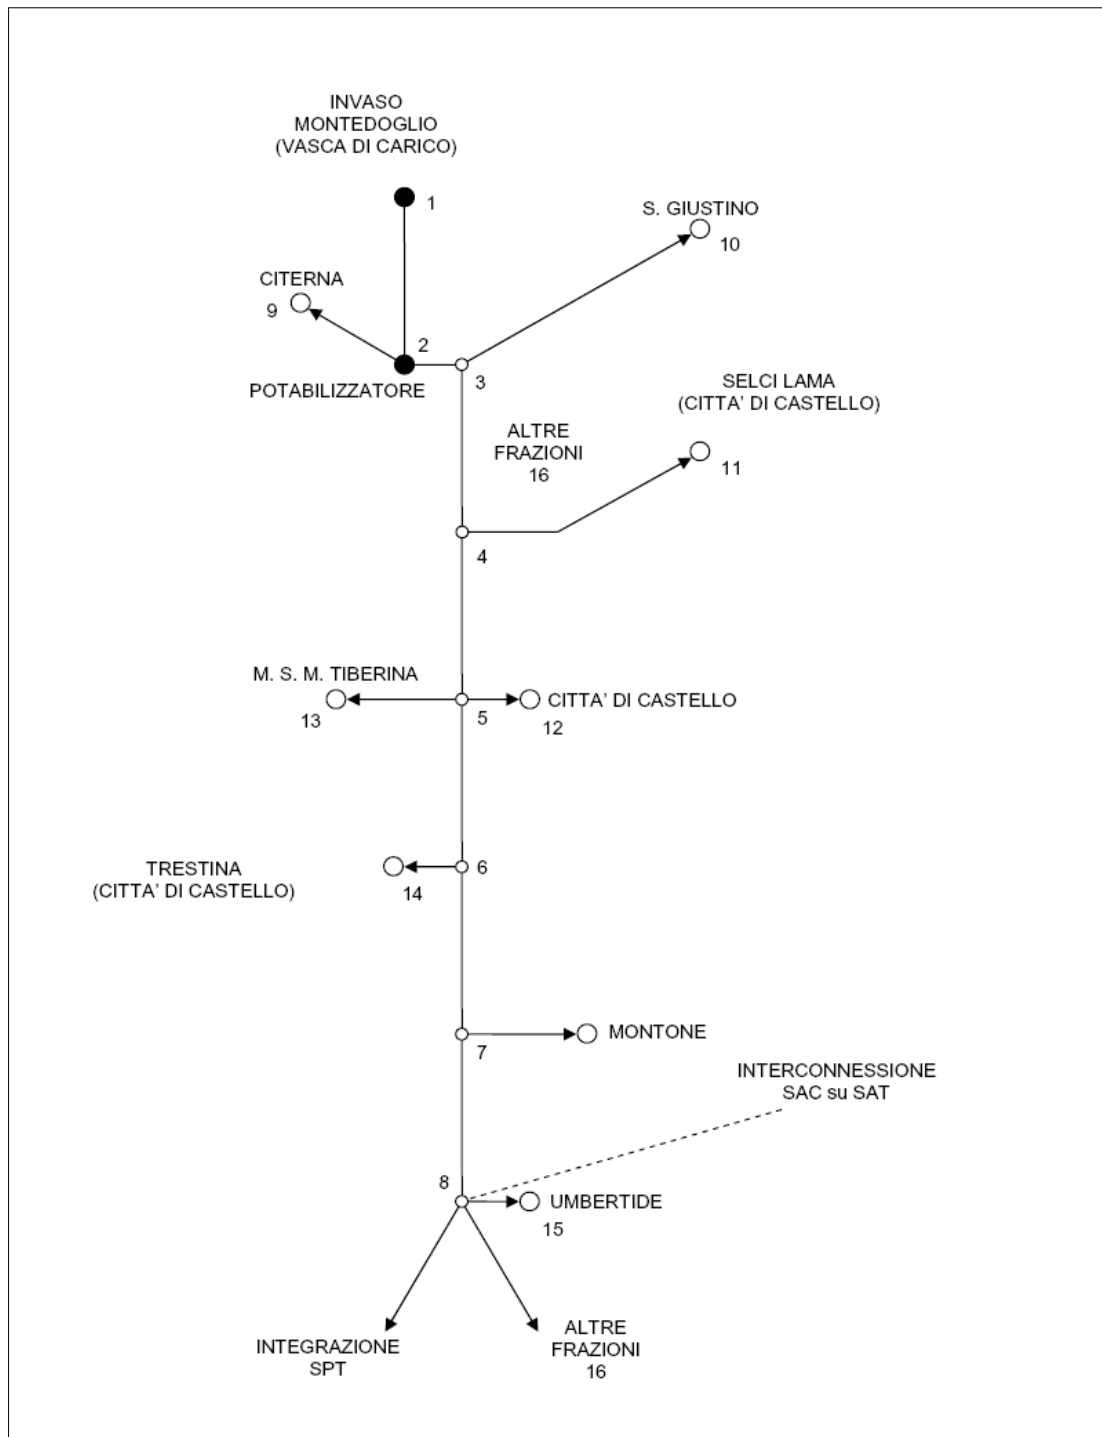 INVASO
MONTEDOGLIO
(VASCA DI CARICO)
1
S. GIUSTINO
10
CITERNA
9
2
POTABILIZZATORE
3
SELCI LAMA
(CITTA' DI CASTELLO)
11
ALTRE
FRAZIONI
16
4
M. S. M. TIBERINA
13
5
CITTA' DI CASTELLO
12
TRESTINA
(CITTA' DI CASTELLO)
14
6
MONTONE
7
INTERCONNESSIONE
SAC su SAT
8
UMBERTIDE
15
INTEGRAZIONE
SPT
ALTRE
FRAZIONI
16